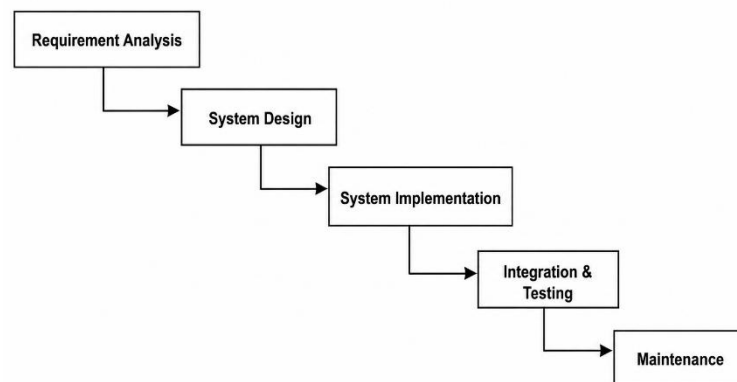 Requirement Analysis
System Design
System Implementation
Integration &
Testing
Maintenance